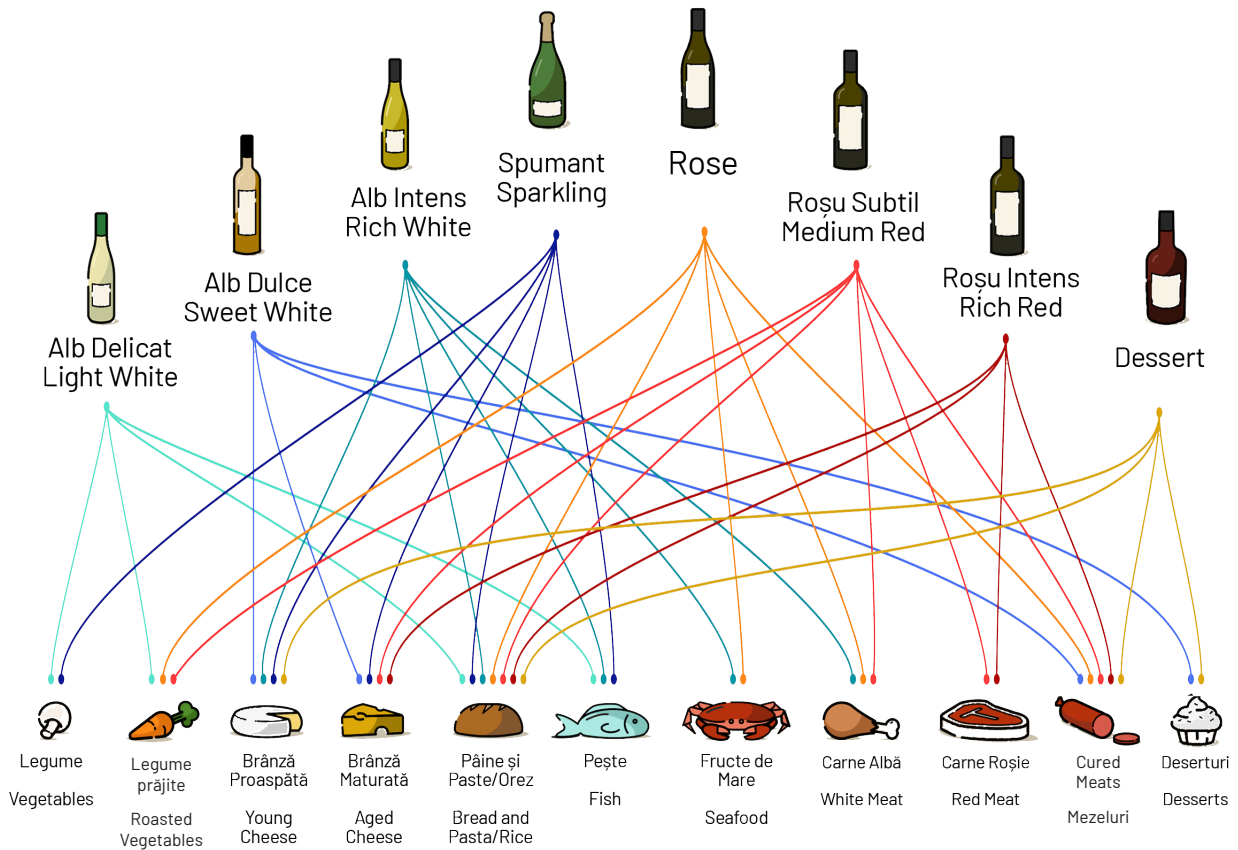 Spumant
Sparkling
Rose
Alb Intens
Rich White
Roșu Subtil
Medium Red
Alb Dulce
Sweet White
Roșu Intens
Rich Red
Alb Delicat
Light White
Dessert
Legume
Vegetables
Legume
prăjite
Roasted
Vegetables
Brânză
Proaspătă
Young
Cheese
Brânză
Maturată
Aged
Cheese
Pâine și
Paste/Orez
Bread and
Pasta/Rice
Pește
Fish
Fructe de
Mare
Seafood
Carne Albă
White Meat
Carne Roșie
Red Meat
Cured
Meats
Mezeluri
Deserturi
Desserts